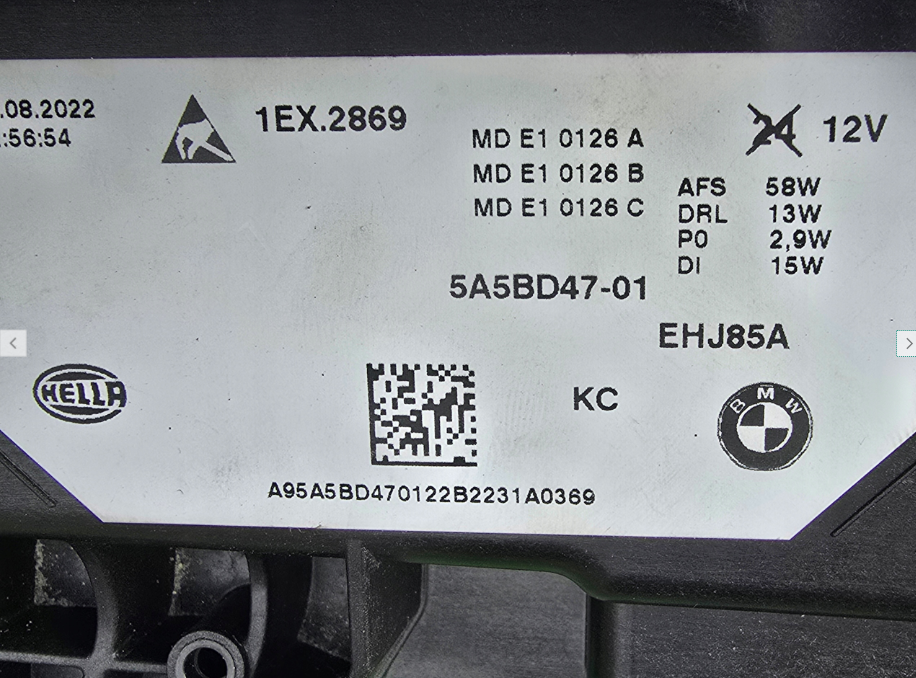 .08.2022
:56:54
1EX.2869
MD E1 0126 A
MD E1 0126 B
MD E1 0126 C
24 12V
AFS 58W
DRL 13W
P0 2,9W
DI 15W
5A5BD47-01
EHJ85A
HELLA
KC
BMW
A95A5BD470122B2231A0369